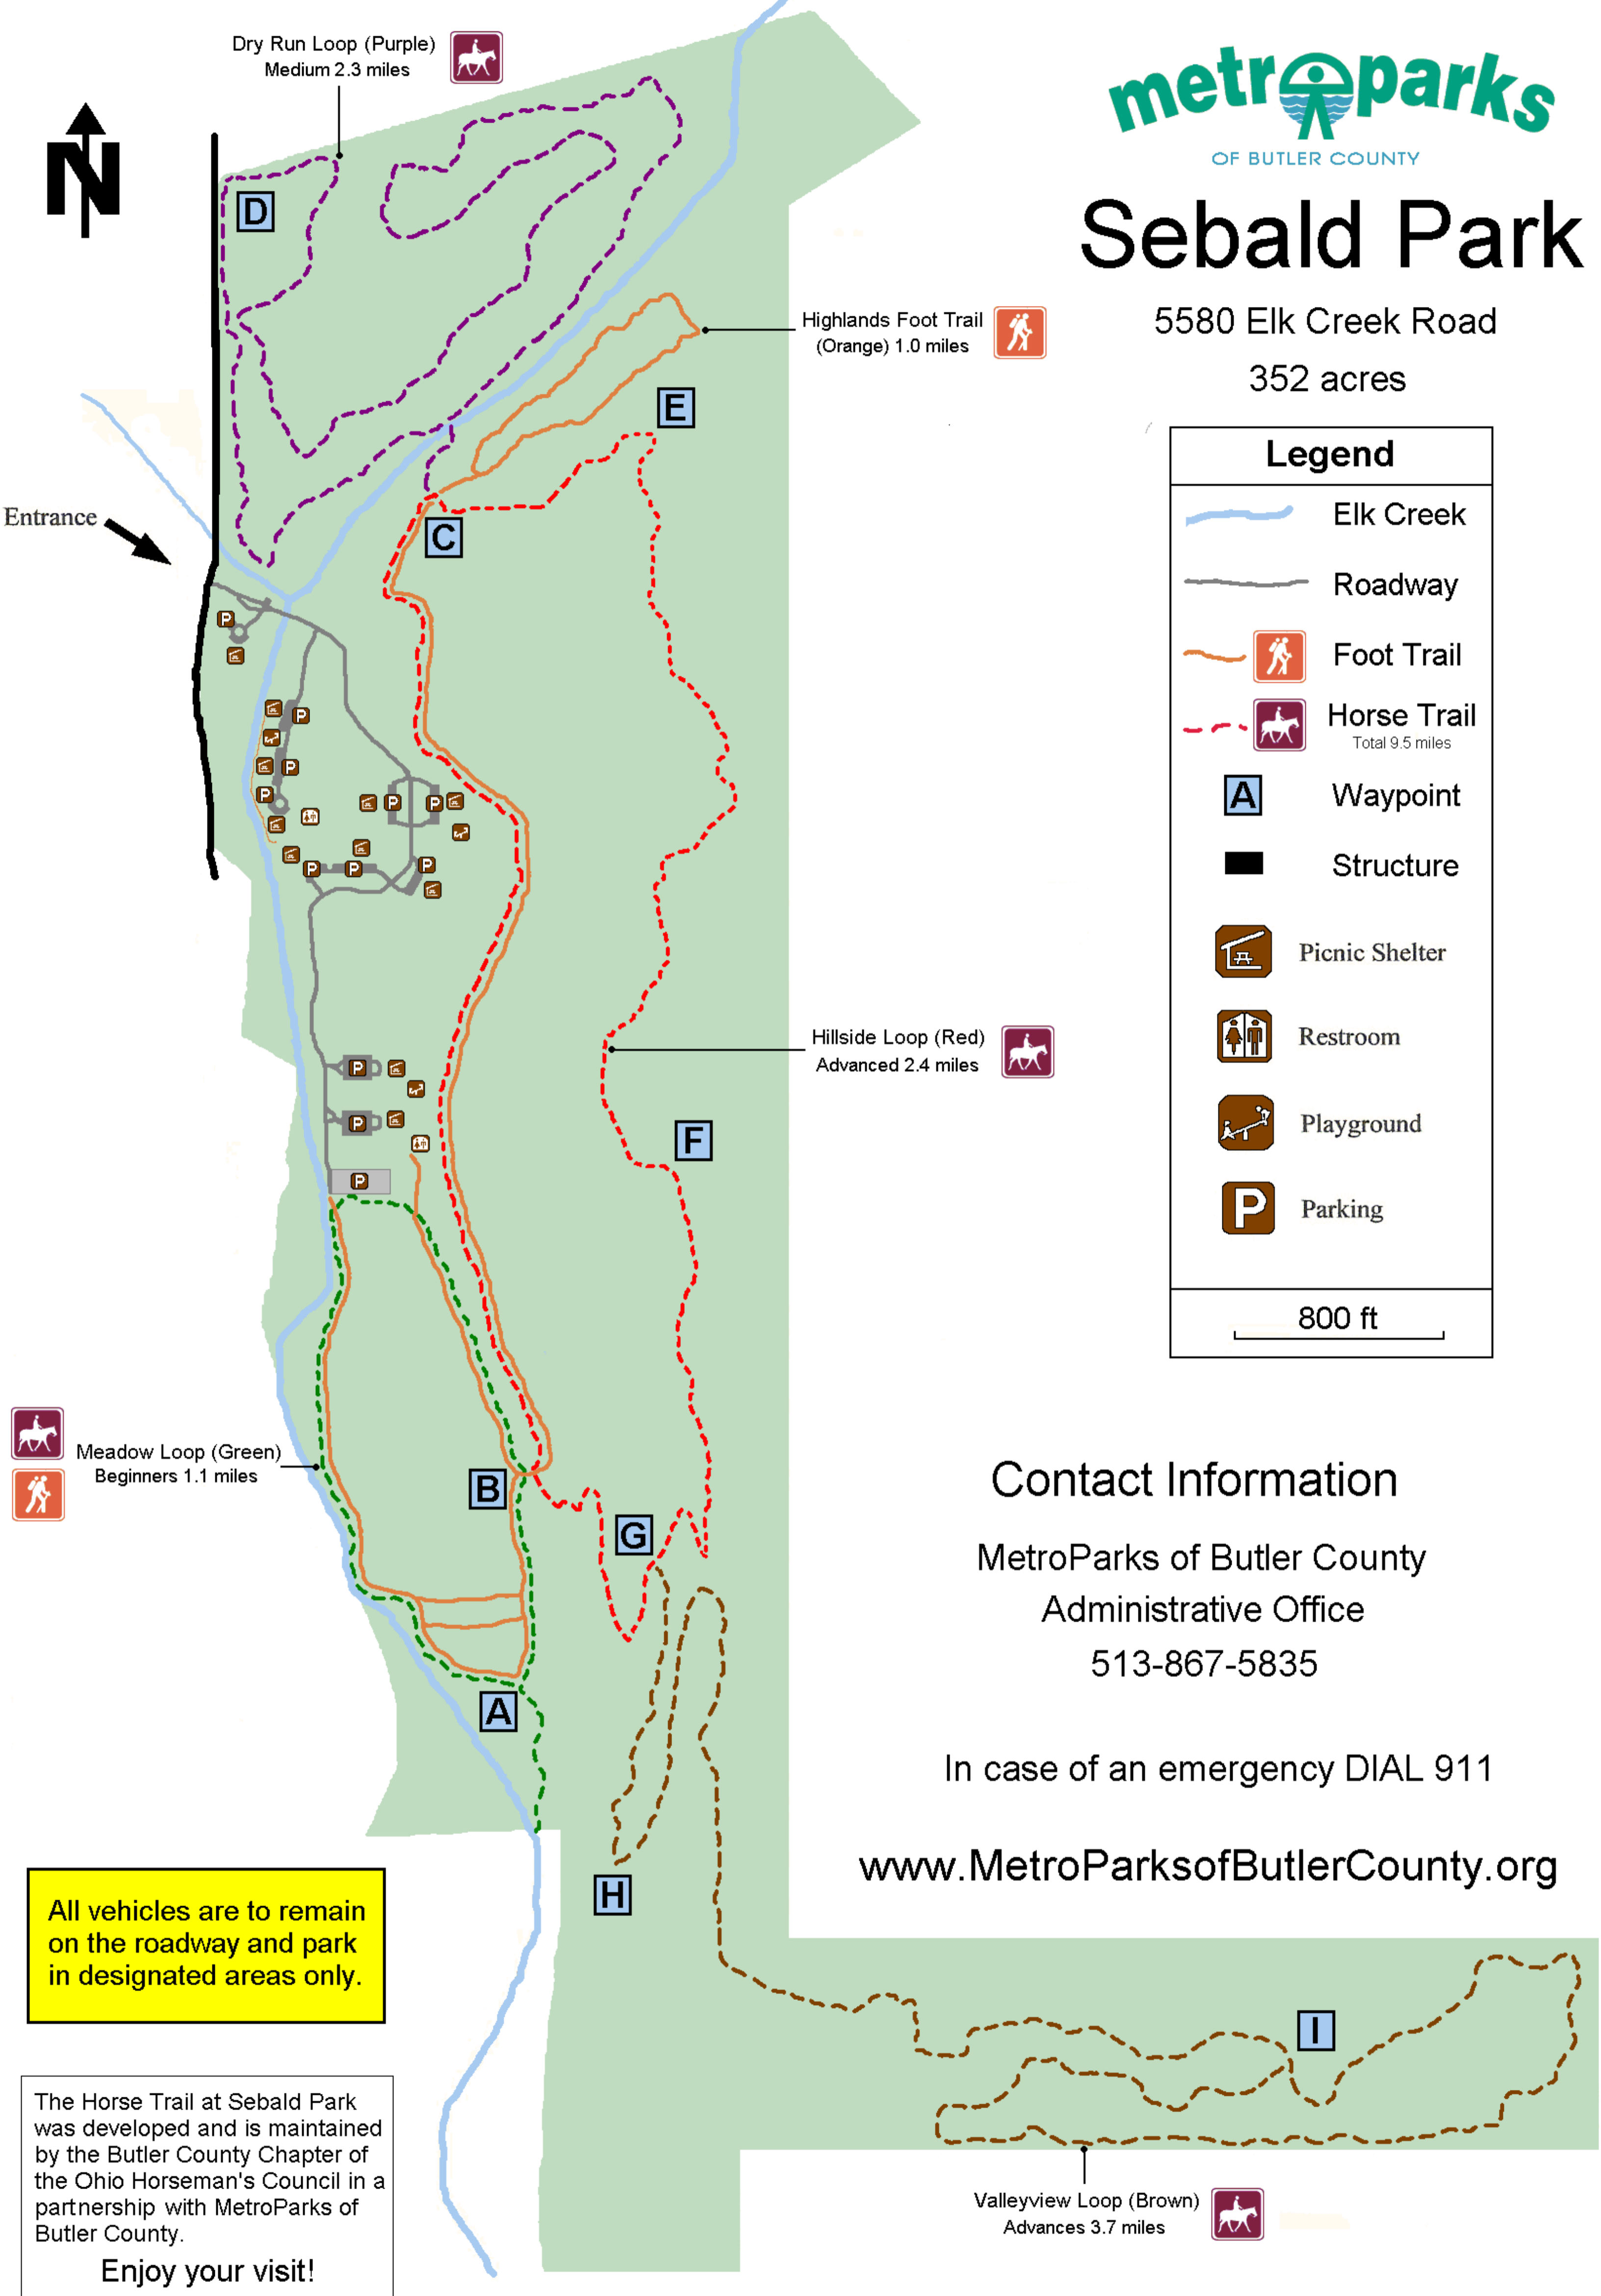 Dry Run Loop (Purple)
Medium 2.3 miles
metroparks
OF BUTLER COUNTY
Sebald Park
5580 Elk Creek Road
352 acres
N
D
Highlands Foot Trail
(Orange) 1.0 miles
E
Entrance
C
Legend
Elk Creek
Roadway
Foot Trail
Horse Trail
Total 9.5 miles
A Waypoint
Structure
Picnic Shelter
Restroom
Playground
P Parking
800 ft
P
P
P
P
P
P
P
P
P
P
P
P
Hillside Loop (Red)
Advanced 2.4 miles
F
Meadow Loop (Green)
Beginners 1.1 miles
B
G
A
H
I
Contact Information
MetroParks of Butler County
Administrative Office
513-867-5835
In case of an emergency DIAL 911
www.MetroParksofButlerCounty.org
All vehicles are to remain
on the roadway and park
in designated areas only.
The Horse Trail at Sebald Park
was developed and is maintained
by the Butler County Chapter of
the Ohio Horseman's Council in a
partnership with MetroParks of
Butler County.
Enjoy your visit!
Valleyview Loop (Brown)
Advances 3.7 miles